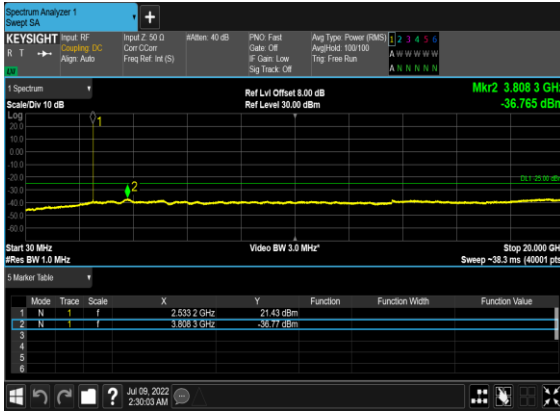 Spectrum Analyzer 1
Swept SA
KEYSIGHT Input: RF Input Z: 50 Ω #Atten: 40 dB PNO: Fast Avg Type: Power (RMS) 1 2 3 4 5 6
R T Coupling: DC Corr CCorr Gate: Off Avg|Hold: 100/100 A W W W W W
Align: Auto Freq Ref: Int (S) IF Gain: Low Trig: Free Run
Sig Track: Off A N N N N N
1 Spectrum
Scale/Div 10 dB
Ref Lvl Offset 8.00 dB
Ref Level 30.00 dBm
Mkr2 3.808 3 GHz
-36.765 dBm
Log
20.0
10.0
0.00
-10.0
-20.0
-30.0
-40.0
-50.0
-60.0
1
2
DL1 -25.00 dBm
Start 30 MHz Video BW 3.0 MHz* Stop 20.000 GH
#Res BW 1.0 MHz Sweep ~38.3 ms (40001 pts
5 Marker Table
Mode Trace Scale X Y Function Function Width Function Value
1 N 1 f 2.533 2 GHz 21.43 dBm
2 N 1 f 3.808 3 GHz -36.77 dBm
3
4
5
6
Jul 09, 2022
2:30:03 AM